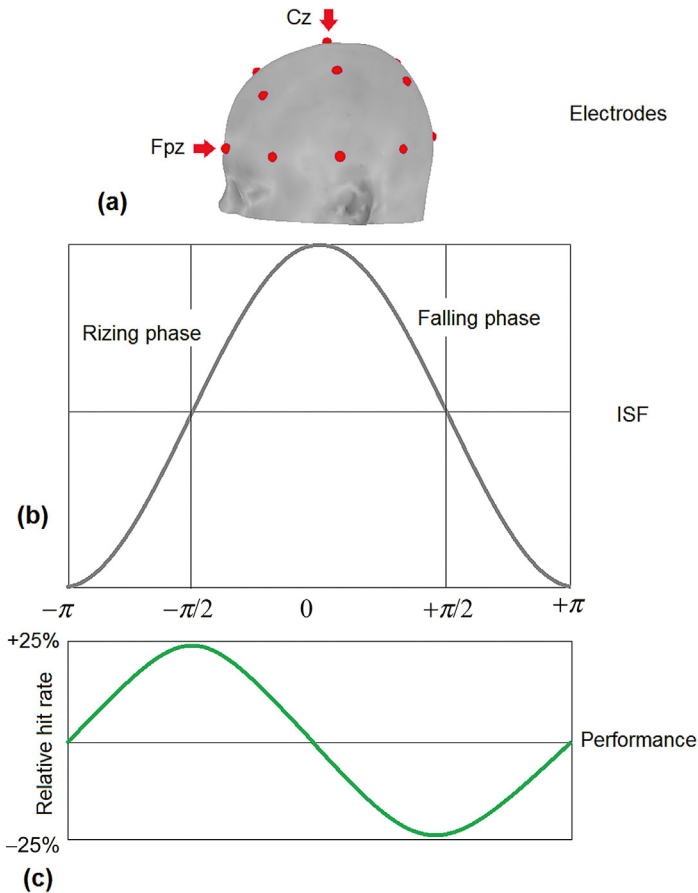 Cz
Electrodes
Fpz
(a)
Rizing phase
Falling phase
ISF
(b)
−π
−π/2
0
+π/2
+π
+25%
Relative hit rate
Performance
−25%
(c)